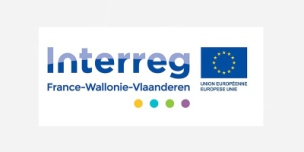 Interreg
France-Wallonie-Vlaanderen
UNION EUROPÉENNE
EUROPESE UNIE